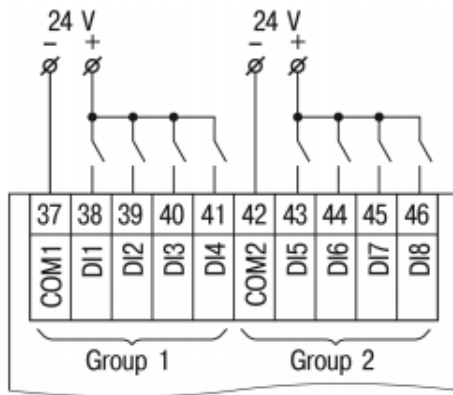 24 V 24 V
– + – +
37 38 39 40 41 42 43 44 45 46
COM1 DI1 DI2 DI3 DI4 COM2 DI5 DI6 DI7 DI8
Group 1 Group 2